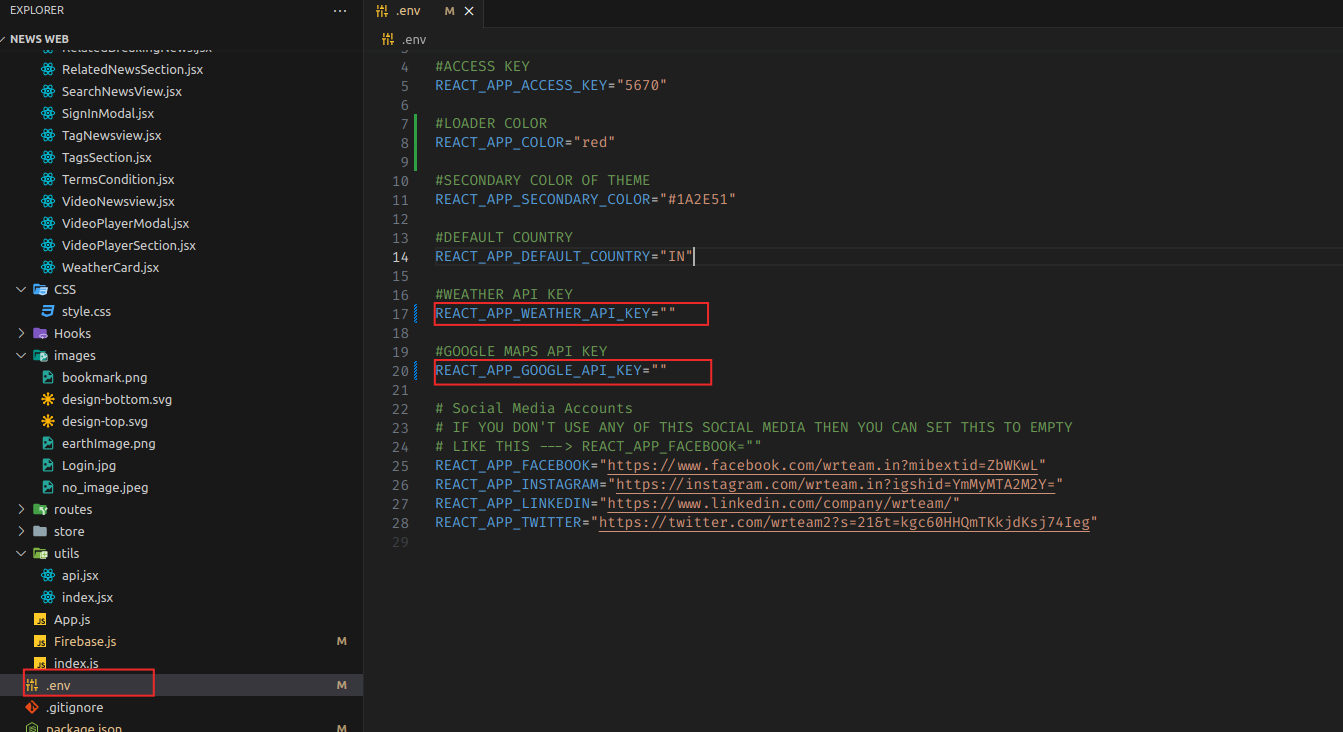 EXPLORER
...
NEWS WEB
RelatedBreakingNews.jsx
RelatedNewsSection.jsx
SearchNewsView.jsx
SignInModal.jsx
TagNewsview.jsx
TagsSection.jsx
TermsCondition.jsx
VideoNewsview.jsx
VideoPlayerModal.jsx
VideoPlayerSection.jsx
WeatherCard.jsx
CSS
style.css
Hooks
images
bookmark.png
design-bottom.svg
design-top.svg
earthImage.png
Login.jpg
no_image.jpeg
routes
store
utils
api.jsx
index.jsx
App.js
Firebase.js M
index.js
.env M
.gitignore
package.json M
.env M
.env
3
4 #ACCESS KEY
5 REACT_APP_ACCESS_KEY="5670"
6
7 #LOADER COLOR
8 REACT_APP_COLOR="red"
9
10 #SECONDARY COLOR OF THEME
11 REACT_APP_SECONDARY_COLOR="#1A2E51"
12
13 #DEFAULT COUNTRY
14 REACT_APP_DEFAULT_COUNTRY="IN"
15
16 #WEATHER API KEY
17 REACT_APP_WEATHER_API_KEY=""
18
19 #GOOGLE MAPS API KEY
20 REACT_APP_GOOGLE_API_KEY=""
21
22 # Social Media Accounts
23 # IF YOU DON'T USE ANY OF THIS SOCIAL MEDIA THEN YOU CAN SET THIS TO EMPTY
24 # LIKE THIS ---> REACT_APP_FACEBOOK=""
25 REACT_APP_FACEBOOK="https://www.facebook.com/wrteam.in?mibextid=ZbWKwL"
26 REACT_APP_INSTAGRAM="https://instagram.com/wrteam.in?igshid=YmMyMTA2M2Y="
27 REACT_APP_LINKEDIN="https://www.linkedin.com/company/wrteam/"
28 REACT_APP_TWITTER="https://twitter.com/wrteam2?s=21&t=kgc60HHQmTKkjdKsj74Ieg"
29